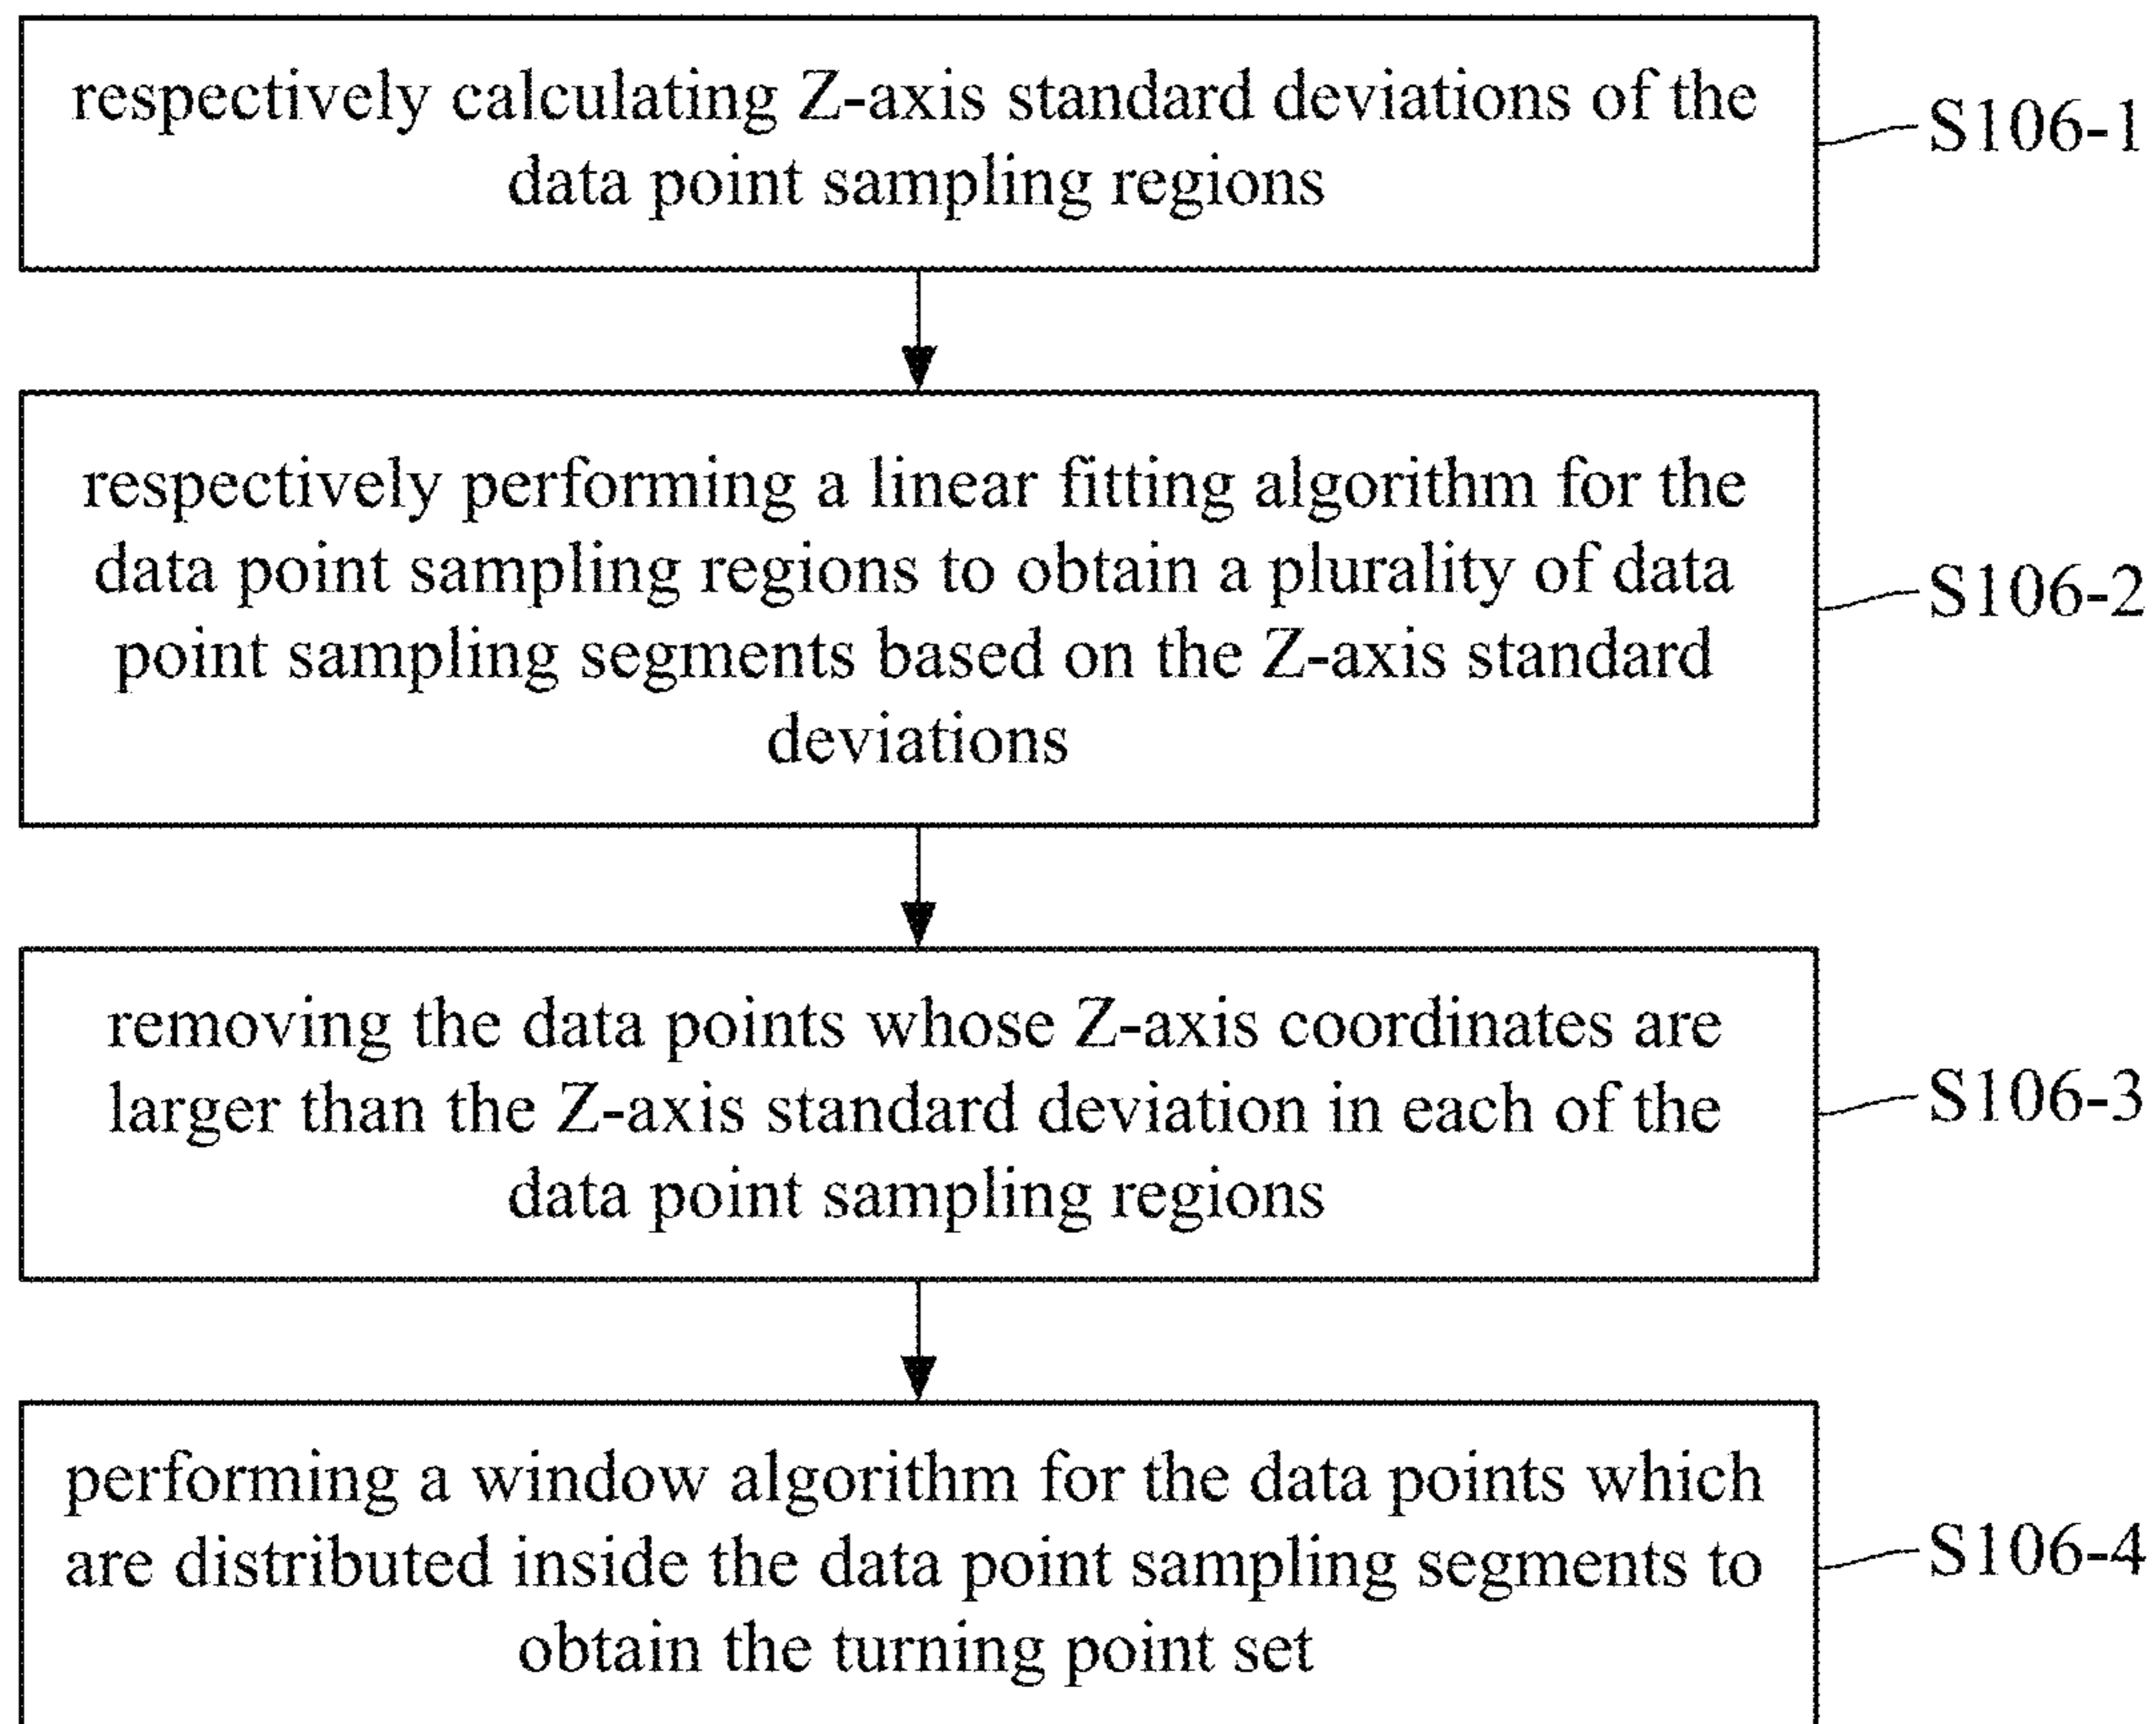 respectively calculating Z-axis standard deviations of the
data point sampling regions
S106-1
respectively performing a linear fitting algorithm for the
data point sampling regions to obtain a plurality of data
point sampling segments based on the Z-axis standard
deviations
S106-2
removing the data points whose Z-axis coordinates are
larger than the Z-axis standard deviation in each of the
data point sampling regions
S106-3
performing a window algorithm for the data points which
are distributed inside the data point sampling segments to
obtain the turning point set
S106-4